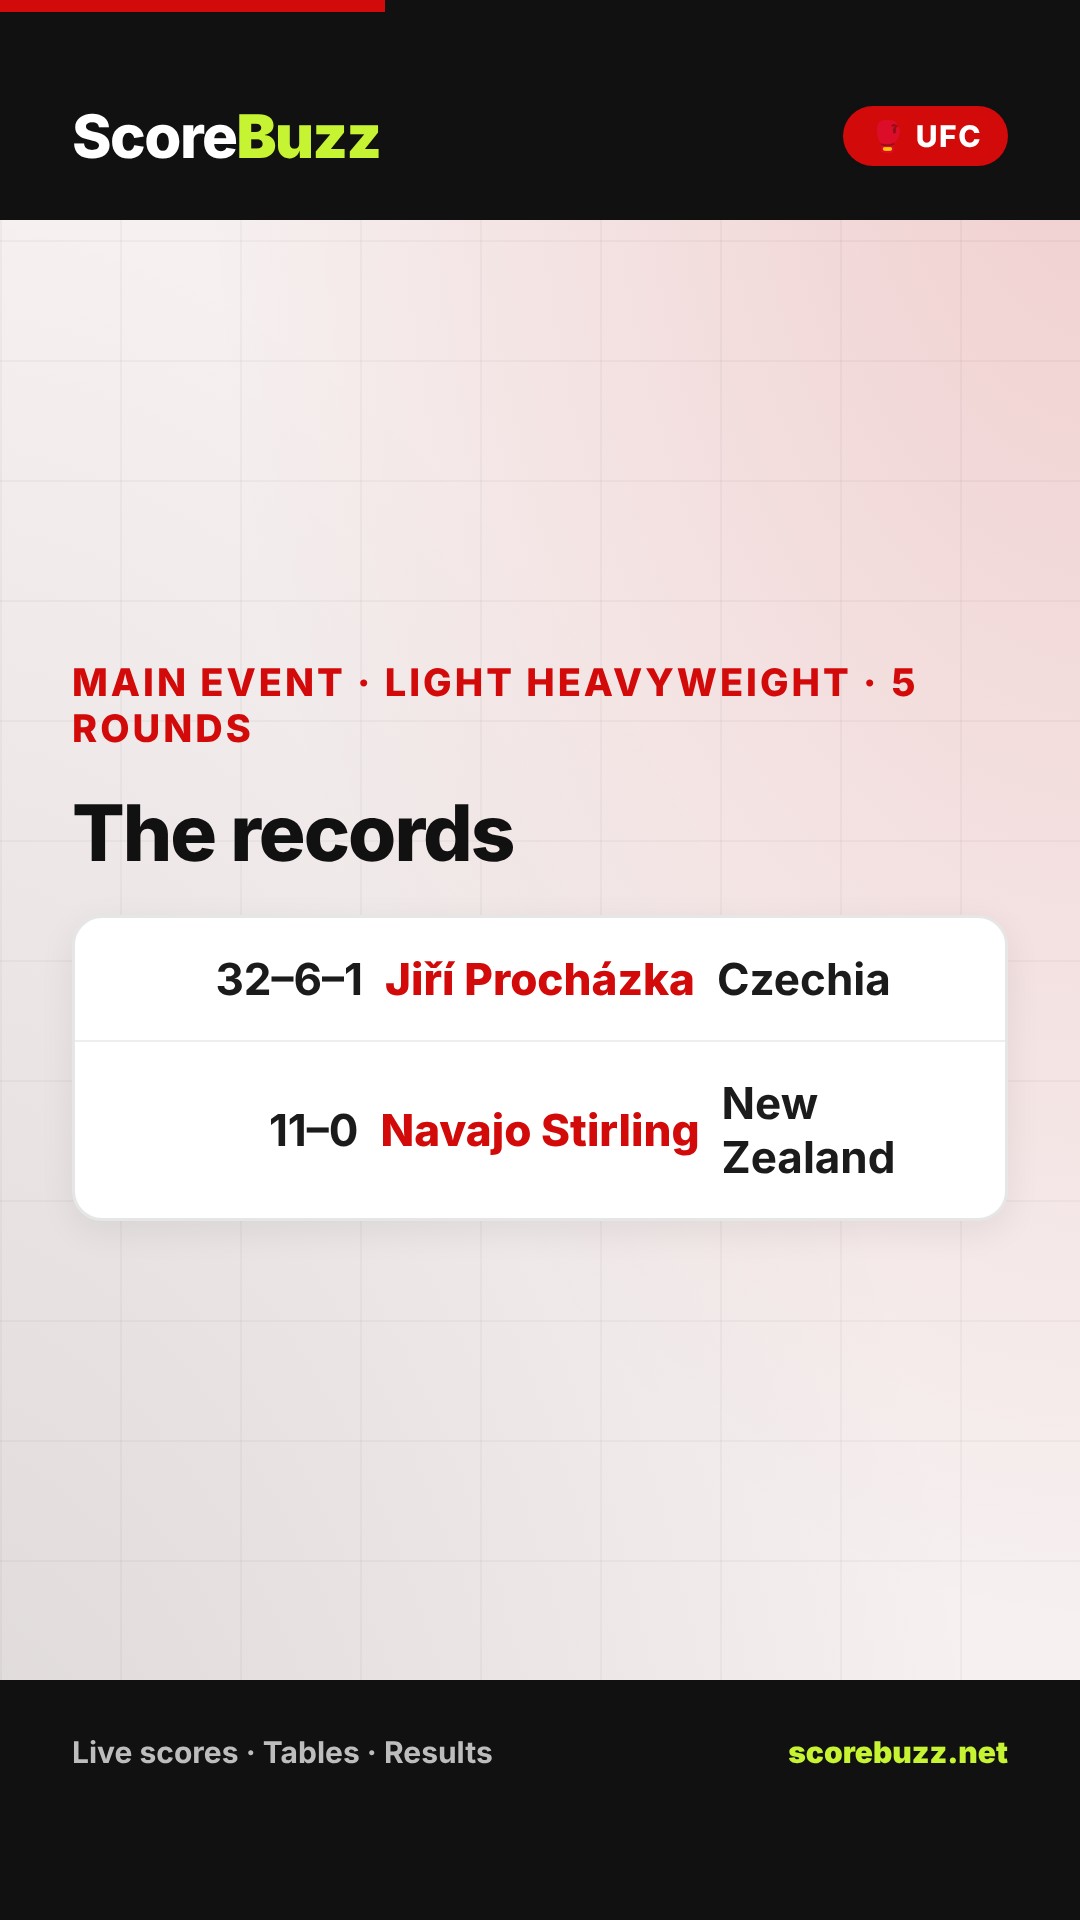 ScoreBuzz
UFC
MAIN EVENT · LIGHT HEAVYWEIGHT · 5
ROUNDS
The records
32–6–1 Jiří Procházka Czechia
11–0 Navajo Stirling New
Zealand
Live scores · Tables · Results
scorebuzz.net